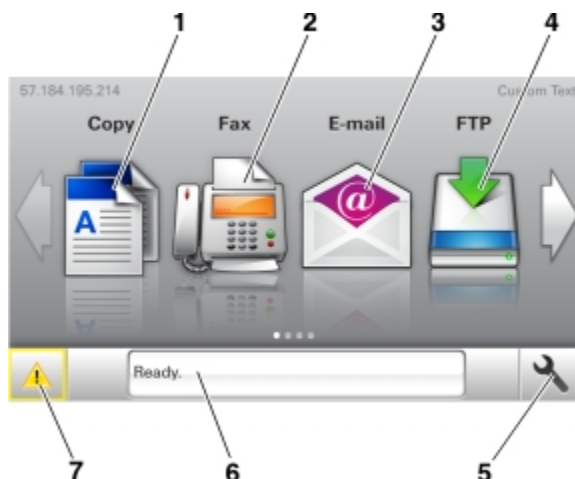 1 2 3 4
57.184.195.214 Custom Text
Copy Fax E-mail FTP
A
@
Ready.
7 6 5